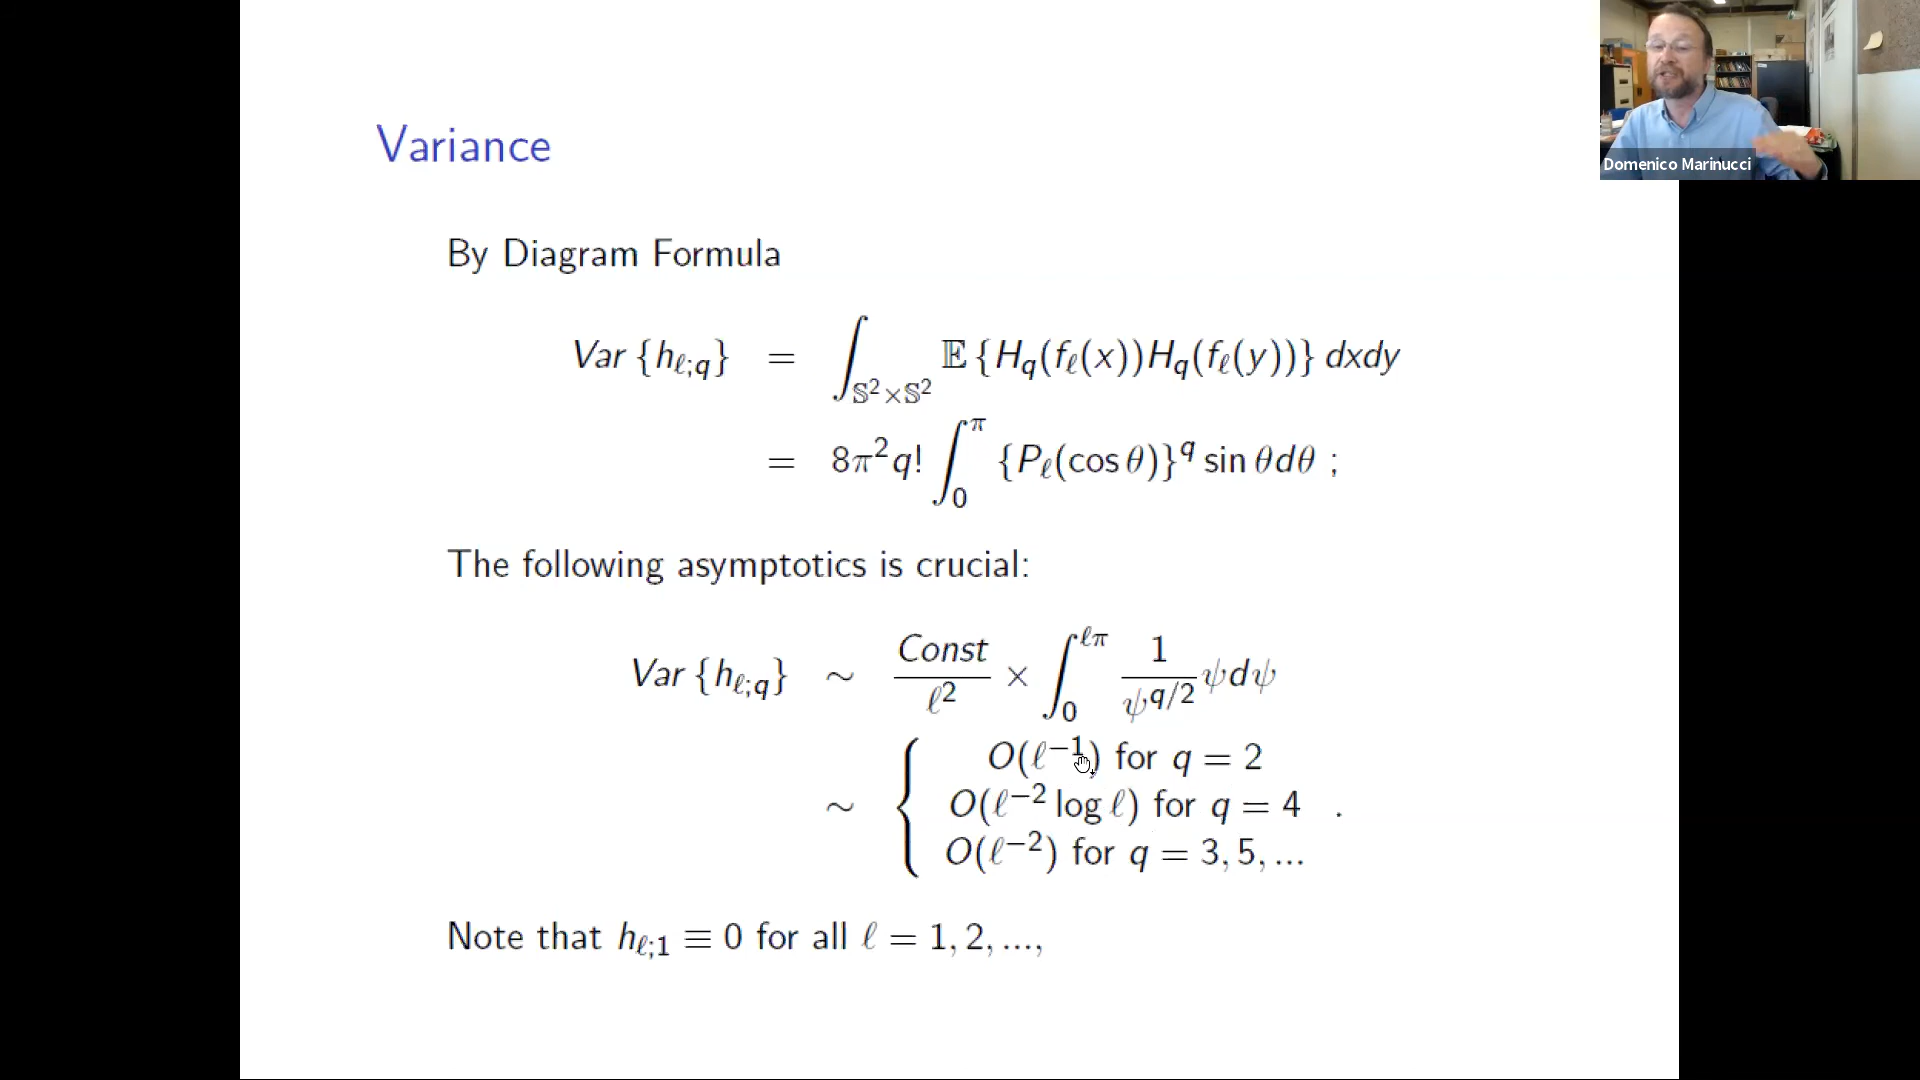 Variance
By Diagram Formula
Var {h_{ℓ;q}} = ∫_{𝕊²×𝕊²} 𝔼 {H_q(f_ℓ(x))H_q(f_ℓ(y))} dxdy
= 8π²q! ∫_0^π {P_ℓ(cos θ)}^q sin θdθ ;
The following asymptotics is crucial:
Var {h_{ℓ;q}} ∼ Const/ℓ² × ∫_0^{ℓπ} 1/ψ^{q/2} ψdψ
∼ { O(ℓ^{−1}) for q = 2
O(ℓ^{−2} log ℓ) for q = 4 .
O(ℓ^{−2}) for q = 3, 5, ...
Note that h_{ℓ;1} ≡ 0 for all ℓ = 1, 2, ...,
Domenico Marinucci